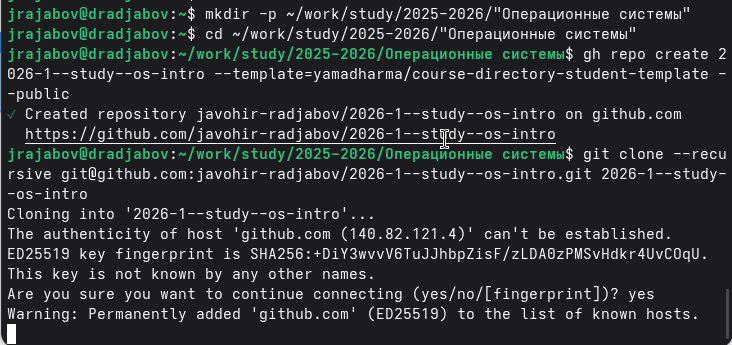 jrajabov@dradjabov:~$ mkdir -p ~/work/study/2025-2026/"Операционные системы"
jrajabov@dradjabov:~$ cd ~/work/study/2025-2026/"Операционные системы"
jrajabov@dradjabov:~/work/study/2025-2026/Операционные системы$ gh repo create 2
026-1--study--os-intro --template=yamadharma/course-directory-student-template -
-public
✓ Created repository javohir-radjabov/2026-1--study--os-intro on github.com
https://github.com/javohir-radjabov/2026-1--study--os-intro
jrajabov@dradjabov:~/work/study/2025-2026/Операционные системы$ git clone --recu
rsive git@github.com:javohir-radjabov/2026-1--study--os-intro.git 2026-1--study-
-os-intro
Cloning into '2026-1--study--os-intro'...
The authenticity of host 'github.com (140.82.121.4)' can't be established.
ED25519 key fingerprint is SHA256:+DiY3wvvV6TuJJhbpZisF/zLDA0zPMSvHdkr4UvCOqU.
This key is not known by any other names.
Are you sure you want to continue connecting (yes/no/[fingerprint])? yes
Warning: Permanently added 'github.com' (ED25519) to the list of known hosts.